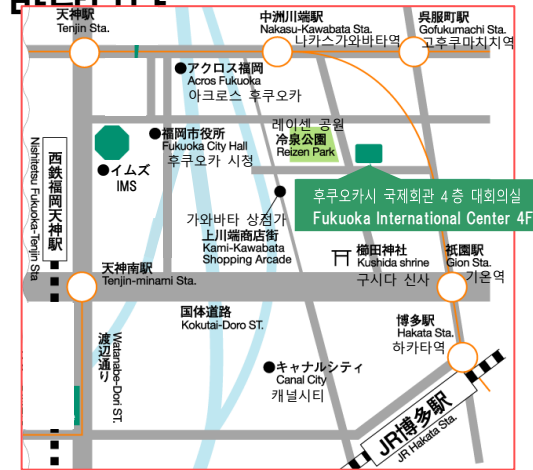 天神駅
Tenjin Sta.
中洲川端駅
Nakasu-Kawabata Sta.
나카스가와바타역
呉服町駅
Gofukumachi Sta.
고후쿠마치치역
アクロス福岡
Acros Fukuoka
아크로스 후쿠오카
福岡市役所
Fukuoka City Hall
후쿠오카 시정
イムズ
IMS
레이센 공원
冷泉公園
Reizen Park
西鉄福岡天神駅
Nishitetsu Fukuoka-Tenjin Sta
후쿠오카시 국제회관 4층 대회의실
Fukuoka International Center 4F
가와바타 상점가
上川端商店街
Kami-Kawabata
Shopping Arcade
櫛田神社
Kushida shrine
구시다 신사
祇園駅
Gion Sta.
기온역
天神南駅
Tenjin-minami Sta.
国体道路
Kokutai-Doro ST.
渡辺通り
Watanabe-Dori ST.
博多駅
Hakata Sta.
하카타역
キャナルシティ
Canal City
캐널시티
JR博多駅
JR Hakata Sta.